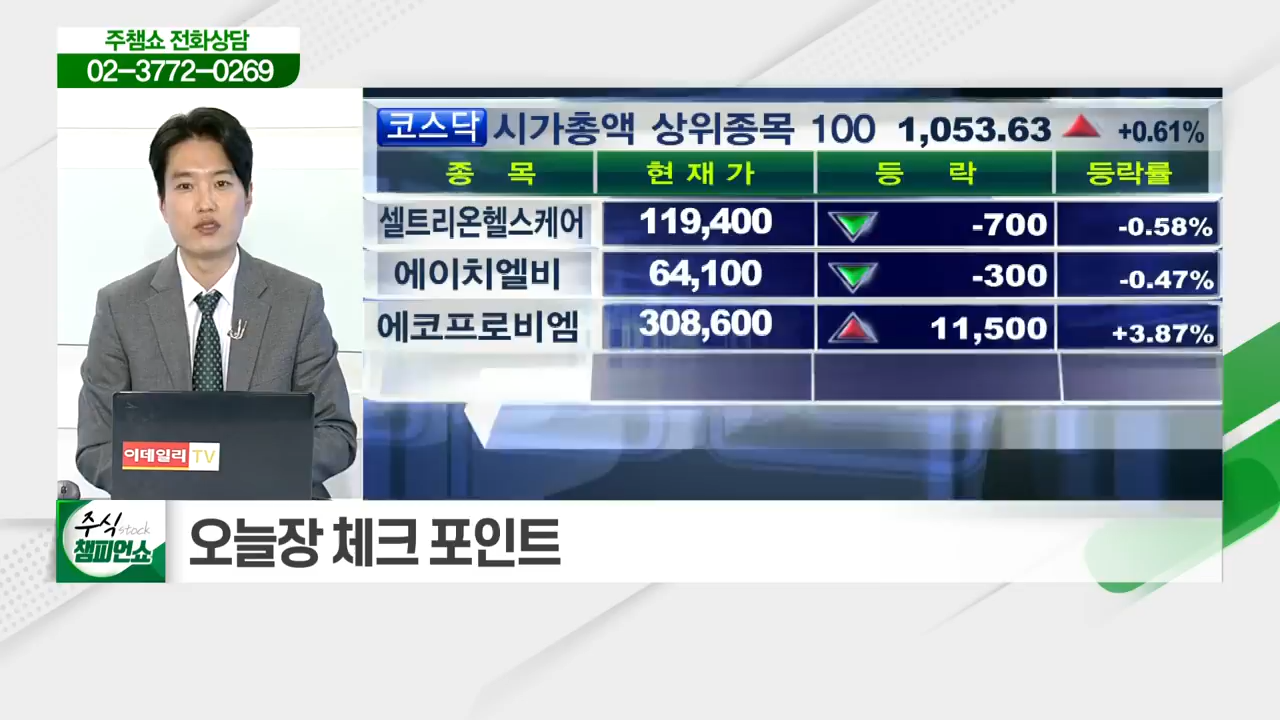 주챔쇼 전화상담
02-3772-0269
코스닥 시가총액 상위종목 100 1,053.63 ▲ +0.61%
종 목 현 재 가 등 락 등락률
셀트리온헬스케어 119,400 ▼ -700 -0.58%
에이치엘비 64,100 ▼ -300 -0.47%
에코프로비엠 308,600 ▲ 11,500 +3.87%
이데일리 TV
주식 stock
챔피언쇼
오늘장 체크 포인트